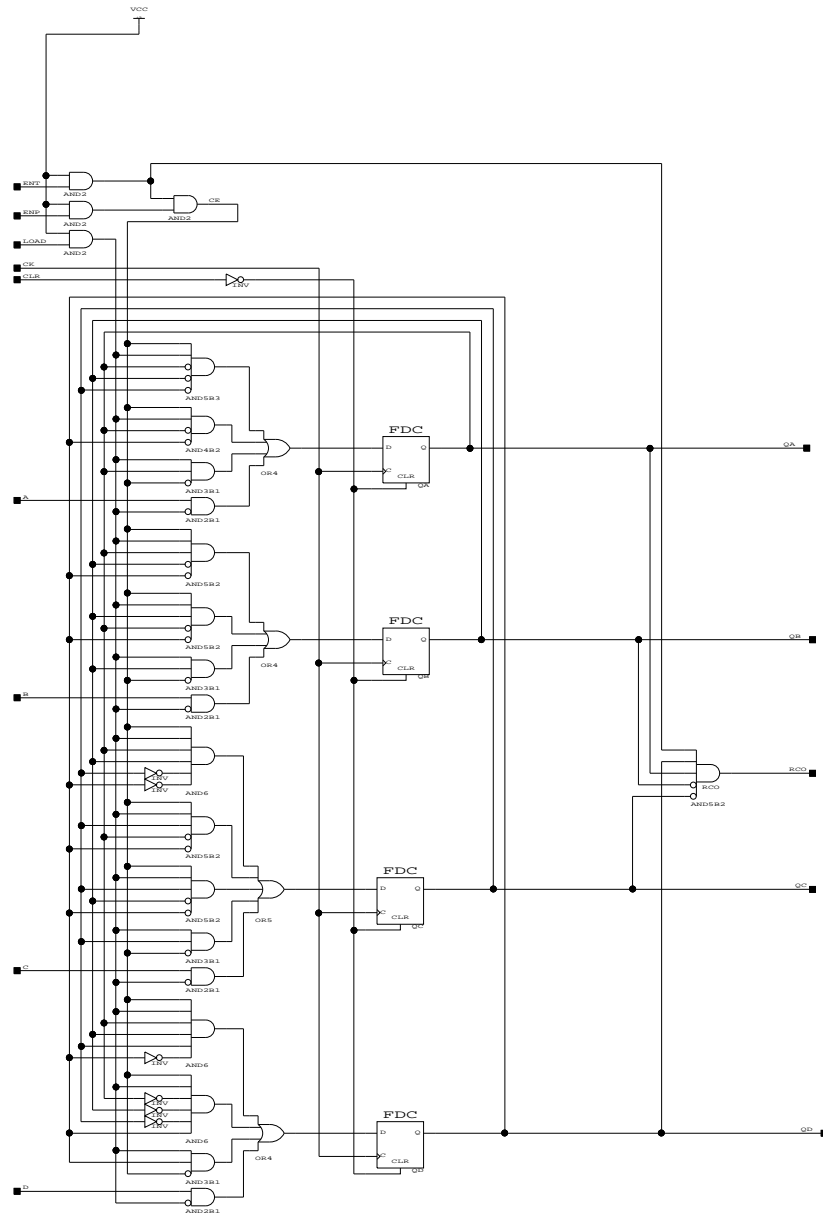 VCC
ENT
AND2
CE
ENP
AND2
AND2
LOAD
AND2
CK
CLR
INV
AND5B3
FDC
AND4B2
D Q
QA
OR4
C
AND3B1
CLR
QA
A
AND2B1
AND5B2
FDC
D Q
QB
AND5B2
OR4
C
CLR
QB
AND3B1
B
AND2B1
INV
INV
RCO
RCO
AND6
AND5B2
AND5B2
FDC
D Q
QC
C
AND5B2
OR5
CLR
QC
AND3B1
C
AND2B1
INV
AND6
INV
INV
INV
FDC
D Q
QD
AND6
OR4
C
CLR
QD
AND3B1
D
AND2B1